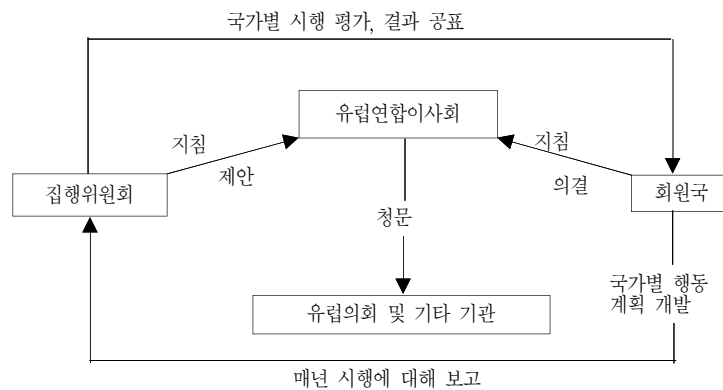 국가별 시행 평가, 결과 공표
유럽연합이사회
지침
제안
지침
의결
집행위원회
회원국
청문
국가별 행동
계획 개발
유럽의회 및 기타 기관
매년 시행에 대해 보고